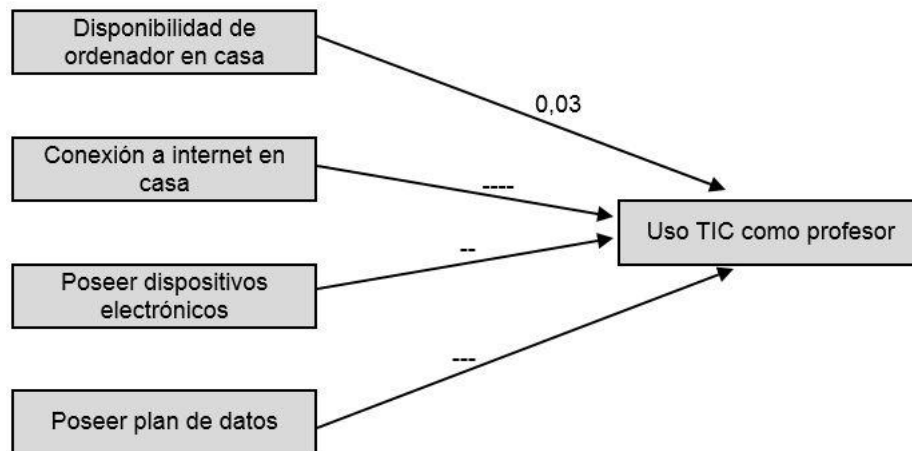 Disponibilidad de
ordenador en casa
0,03
Conexión a internet en
casa
----
Uso TIC como profesor
Poseer dispositivos
electrónicos
--
Poseer plan de datos
---